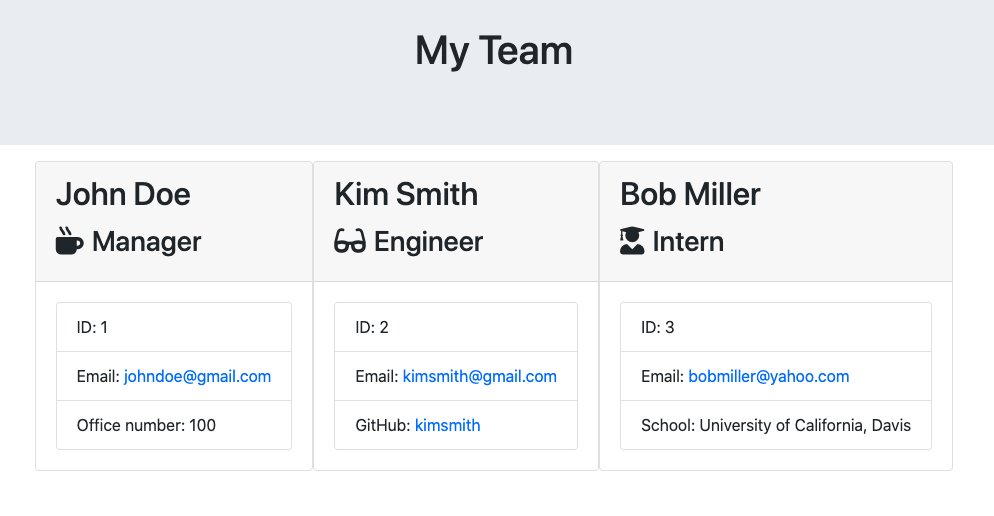 My Team
John Doe
Manager
ID: 1
Email: johndoe@gmail.com
Office number: 100
Kim Smith
Engineer
ID: 2
Email: kimsmith@gmail.com
GitHub: kimsmith
Bob Miller
Intern
ID: 3
Email: bobmiller@yahoo.com
School: University of California, Davis